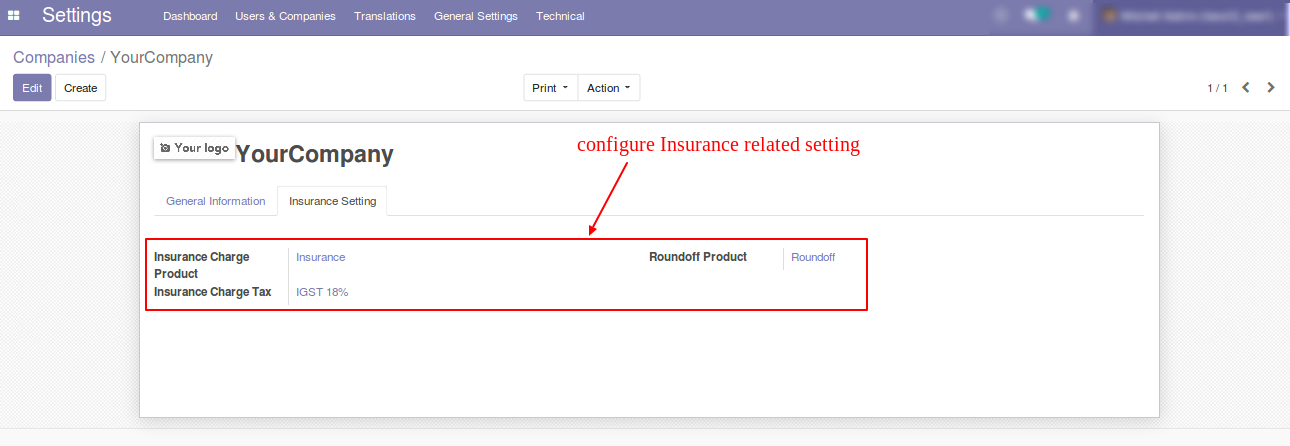 Settings Dashboard Users & Companies Translations General Settings Technical
Companies / YourCompany
Edit Create Print Action 1 / 1
Your logo YourCompany
configure Insurance related setting
General Information Insurance Setting
Insurance Charge Product Insurance Roundoff Product Roundoff
Insurance Charge Tax IGST 18%